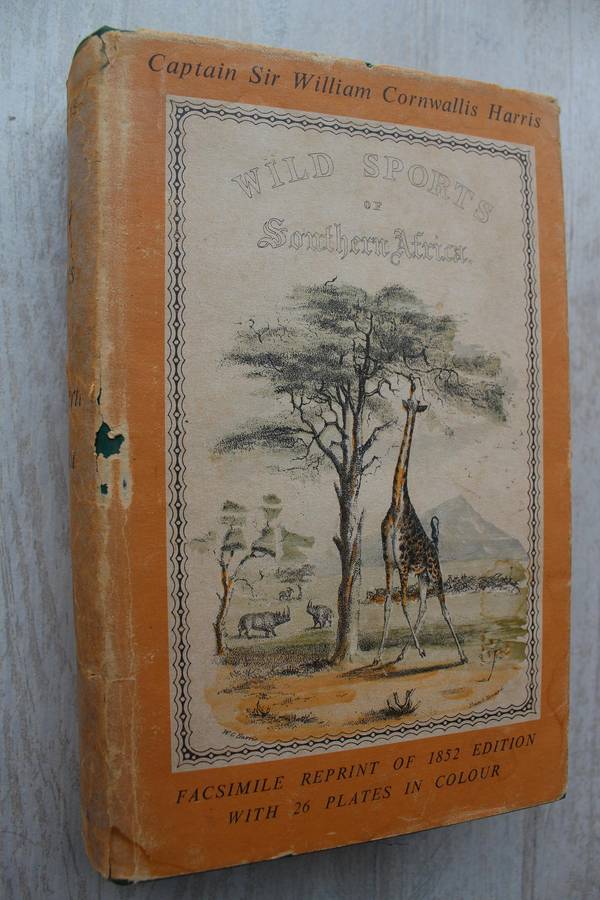 Captain Sir William Cornwallis Harris
WILD SPORTS
OF
Southern Africa.
W.C. Harris
FACSIMILE REPRINT OF 1852 EDITION
WITH 26 PLATES IN COLOUR